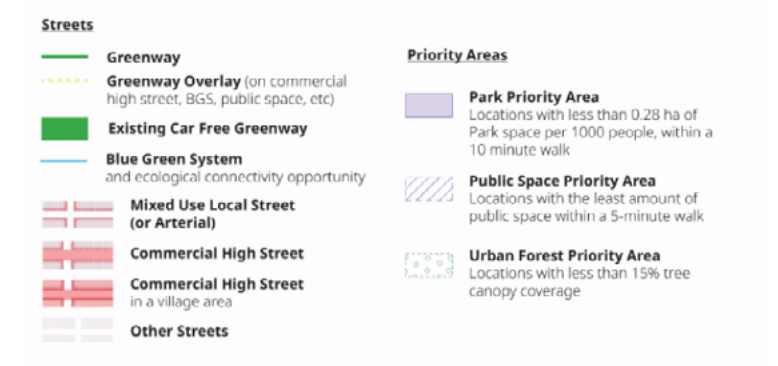 Streets
Greenway
Greenway Overlay (on commercial
high street, BGS, public space, etc)
Existing Car Free Greenway
Blue Green System
and ecological connectivity opportunity
Mixed Use Local Street
(or Arterial)
Commercial High Street
Commercial High Street
in a village area
Other Streets
Priority Areas
Park Priority Area
Locations with less than 0.28 ha of
Park space per 1000 people, within a
10 minute walk
Public Space Priority Area
Locations with the least amount of
public space within a 5-minute walk
Urban Forest Priority Area
Locations with less than 15% tree
canopy coverage